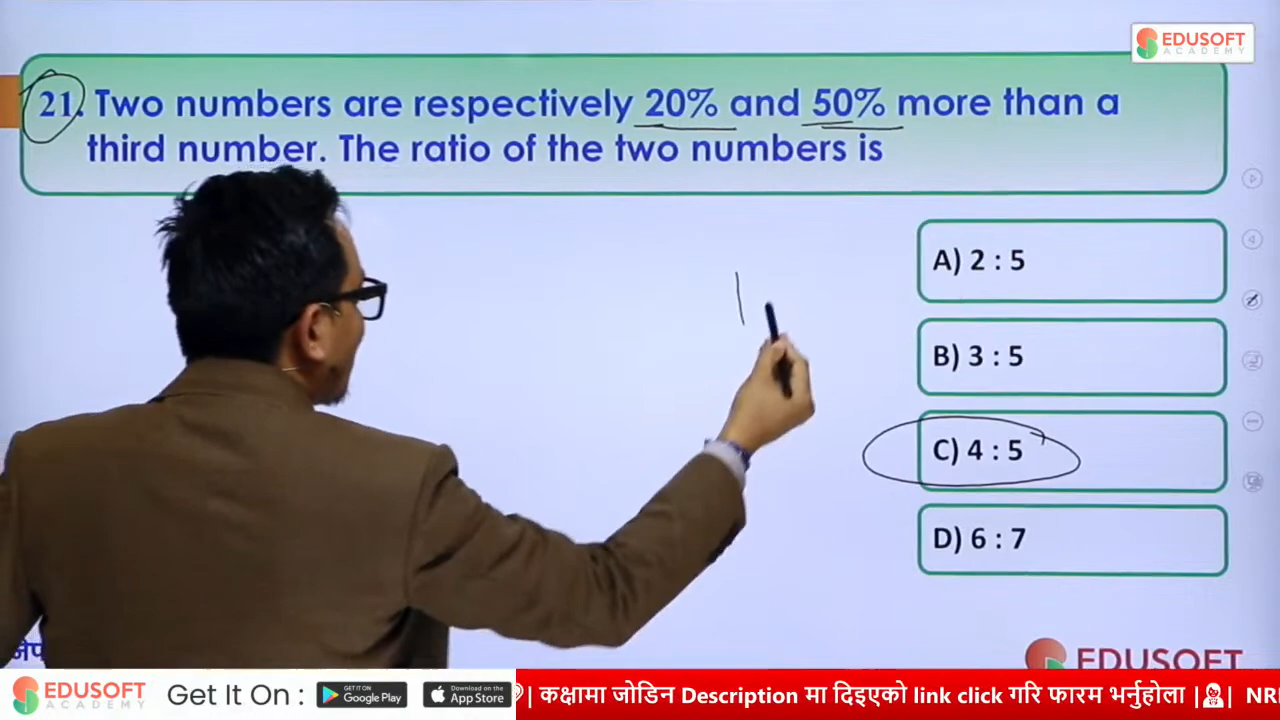 EDUSOFT
ACADEMY
21. Two numbers are respectively 20% and 50% more than a
third number. The ratio of the two numbers is
A) 2 : 5
B) 3 : 5
C) 4 : 5
D) 6 : 7
EDUSOFT
EDUSOFT
ACADEMY
Get It On :
GET IT ON
Google Play
Download on the
App Store
| कक्षामा जोडिन Description मा दिइएको link click गरि फारम भर्नुहोला | | NR